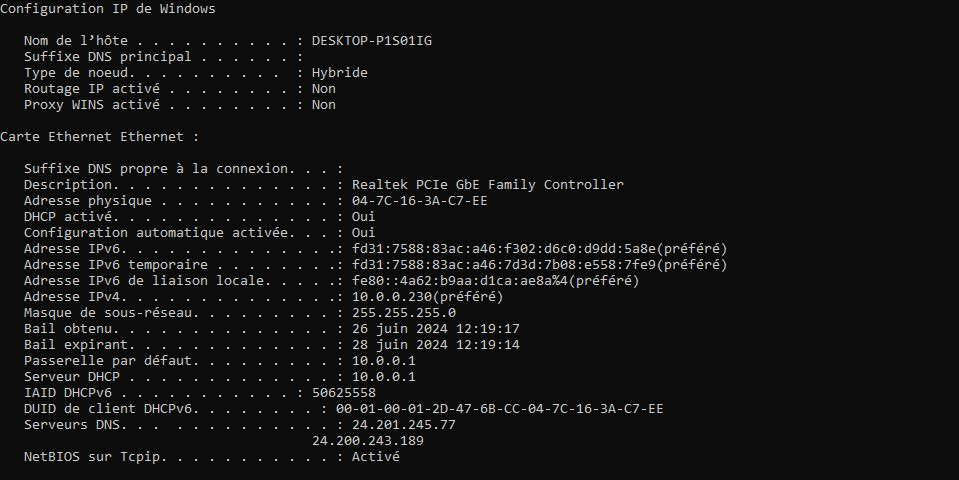 Configuration IP de Windows
Nom de l’hôte . . . . . . . . . . : DESKTOP-P1S01IG
Suffixe DNS principal . . . . . . :
Type de noeud. . . . . . . . . .  : Hybride
Routage IP activé . . . . . . . . : Non
Proxy WINS activé . . . . . . . . : Non
Carte Ethernet Ethernet :
Suffixe DNS propre à la connexion. . . :
Description. . . . . . . . . . . . . . : Realtek PCIe GbE Family Controller
Adresse physique . . . . . . . . . . . : 04-7C-16-3A-C7-EE
DHCP activé. . . . . . . . . . . . . . : Oui
Configuration automatique activée. . . : Oui
Adresse IPv6. . . . . . . . . . . . . .: fd31:7588:83ac:a46:f302:d6c0:d9dd:5a8e(préféré)
Adresse IPv6 temporaire . . . . . . . .: fd31:7588:83ac:a46:7d3d:7b08:e558:7fe9(préféré)
Adresse IPv6 de liaison locale. . . . .: fe80::4a62:b9aa:d1ca:ae8a%4(préféré)
Adresse IPv4. . . . . . . . . . . . . .: 10.0.0.230(préféré)
Masque de sous-réseau. . . . . . . . . : 255.255.255.0
Bail obtenu. . . . . . . . . . . . . . : 26 juin 2024 12:19:17
Bail expirant. . . . . . . . . . . . . : 28 juin 2024 12:19:14
Passerelle par défaut. . . . . . . . . : 10.0.0.1
Serveur DHCP . . . . . . . . . . . . . : 10.0.0.1
IAID DHCPv6 . . . . . . . . . . . : 50625558
DUID de client DHCPv6. . . . . . . . : 00-01-00-01-2D-47-6B-CC-04-7C-16-3A-C7-EE
Serveurs DNS. . .  . . . . . . . . . . : 24.201.245.77
24.200.243.189
NetBIOS sur Tcpip. . . . . . . . . . . : Activé